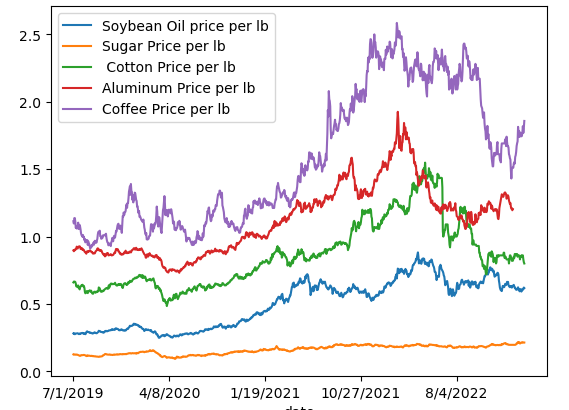 Soybean Oil price per lb
Sugar Price per lb
Cotton Price per lb
Aluminum Price per lb
Coffee Price per lb
2.5
2.0
1.5
1.0
0.5
0.0
7/1/2019 4/8/2020 1/19/2021 10/27/2021 8/4/2022
date